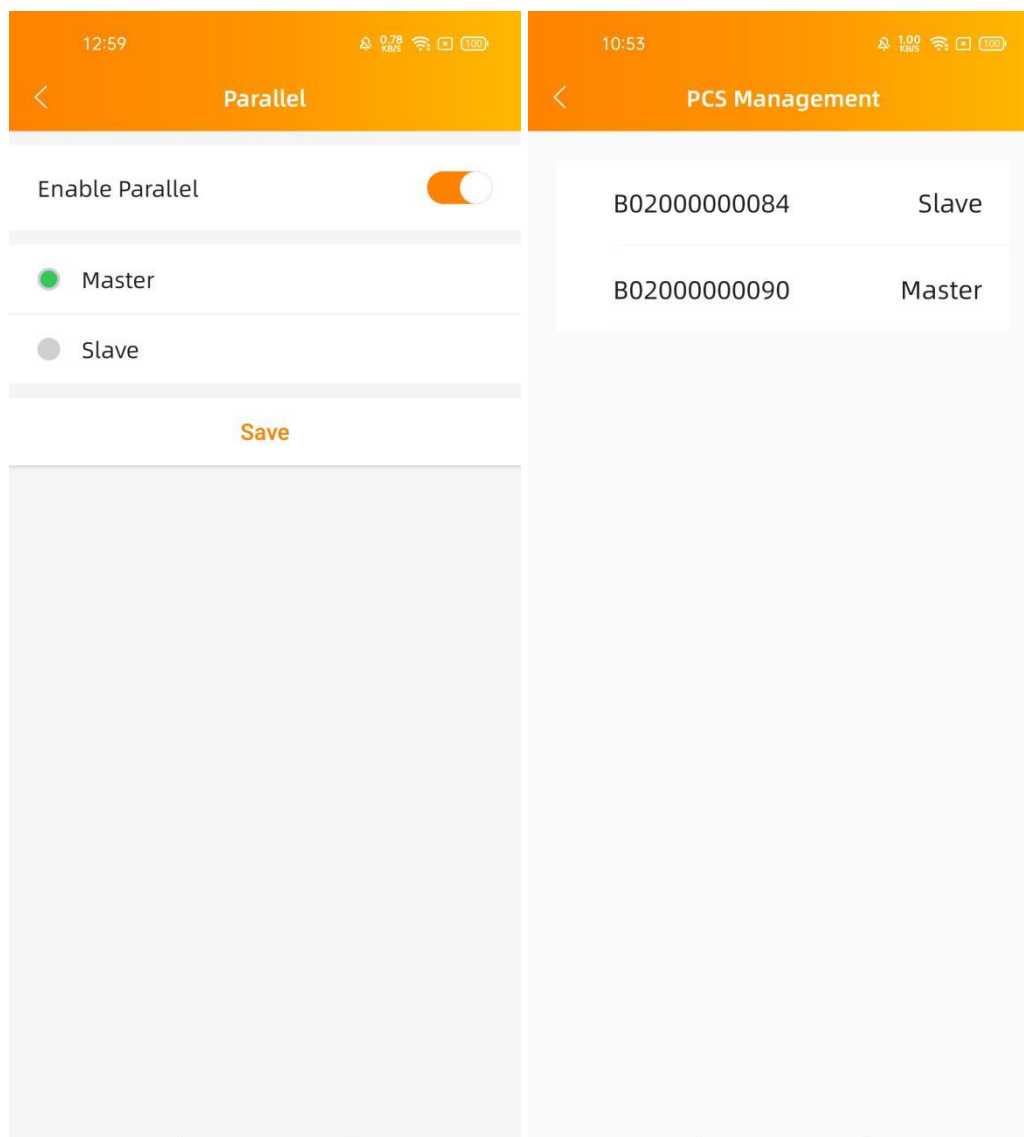 12:59
0.78
KB/S
100
Parallel
Enable Parallel
Master
Slave
Save
10:53
1.00
KB/S
100
PCS Management
B02000000084 Slave
B02000000090 Master